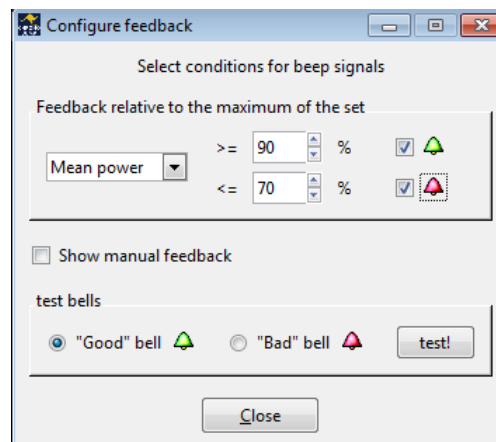 Configure feedback
Select conditions for beep signals
Feedback relative to the maximum of the set
Mean power
>= 90 %
<= 70 %
Show manual feedback
test bells
"Good" bell "Bad" bell test!
Close